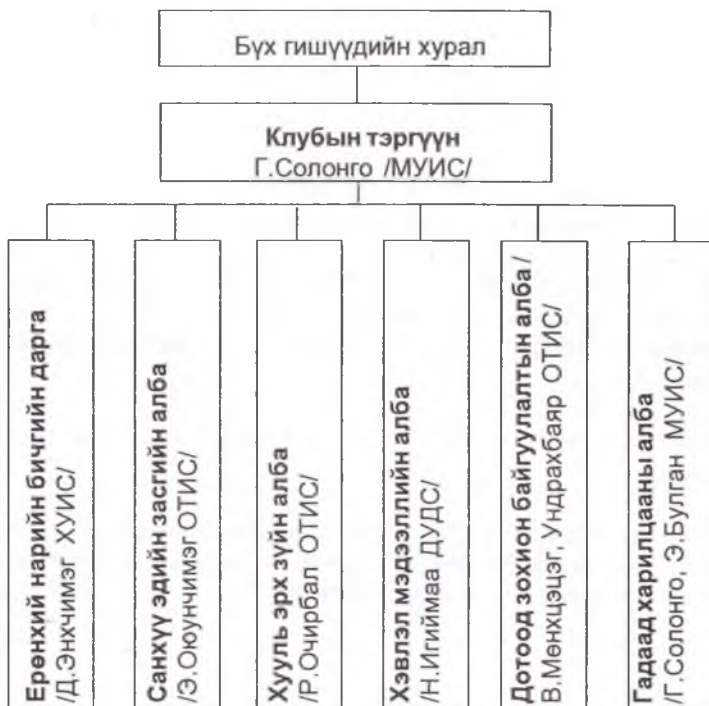 Бүх гишүүдийн хурал
Клубын тэргүүн
Г.Солонго /МУИС/
Ерөнхий нарийн бичгийн дарга
/Д.Энхчимэг ХУИС/
Санхүү эдийн засгийн алба
/Э.Оюунчимэг ОТИС/
Хууль эрх зүйн алба
/Р.Очирбал ОТИС/
Хэвлэл мэдээллийн алба
/Н.Игиймаа ДУДС/
Дотоод зохион байгуулалтын алба /
В.Мөнхцэцэг, Ундрахбаяр ОТИС/
Гадаад харилцааны алба
/Г.Солонго, Э.Булган МУИС/